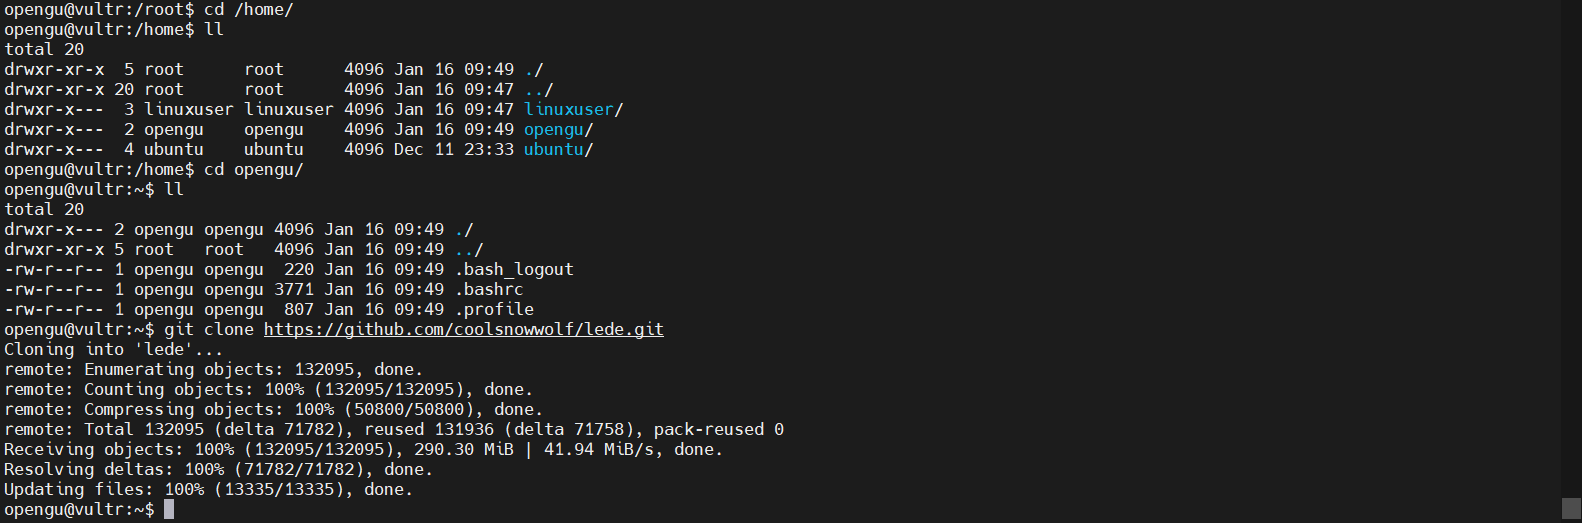 opengu@vultr:/root$ cd /home/
opengu@vultr:/home$ ll
total 20
drwxr-xr-x  5 root      root      4096 Jan 16 09:49 ./
drwxr-xr-x 20 root      root      4096 Jan 16 09:47 ../
drwxr-x---  3 linuxuser linuxuser 4096 Jan 16 09:47 linuxuser/
drwxr-x---  2 opengu    opengu    4096 Jan 16 09:49 opengu/
drwxr-x---  4 ubuntu    ubuntu    4096 Dec 11 23:33 ubuntu/
opengu@vultr:/home$ cd opengu/
opengu@vultr:~$ ll
total 20
drwxr-x--- 2 opengu opengu 4096 Jan 16 09:49 ./
drwxr-xr-x 5 root   root   4096 Jan 16 09:49 ../
-rw-r--r-- 1 opengu opengu  220 Jan 16 09:49 .bash_logout
-rw-r--r-- 1 opengu opengu 3771 Jan 16 09:49 .bashrc
-rw-r--r-- 1 opengu opengu  807 Jan 16 09:49 .profile
opengu@vultr:~$ git clone https://github.com/coolsnowwolf/lede.git
Cloning into 'lede'...
remote: Enumerating objects: 132095, done.
remote: Counting objects: 100% (132095/132095), done.
remote: Compressing objects: 100% (50800/50800), done.
remote: Total 132095 (delta 71782), reused 131936 (delta 71758), pack-reused 0
Receiving objects: 100% (132095/132095), 290.30 MiB | 41.94 MiB/s, done.
Resolving deltas: 100% (71782/71782), done.
Updating files: 100% (13335/13335), done.
opengu@vultr:~$